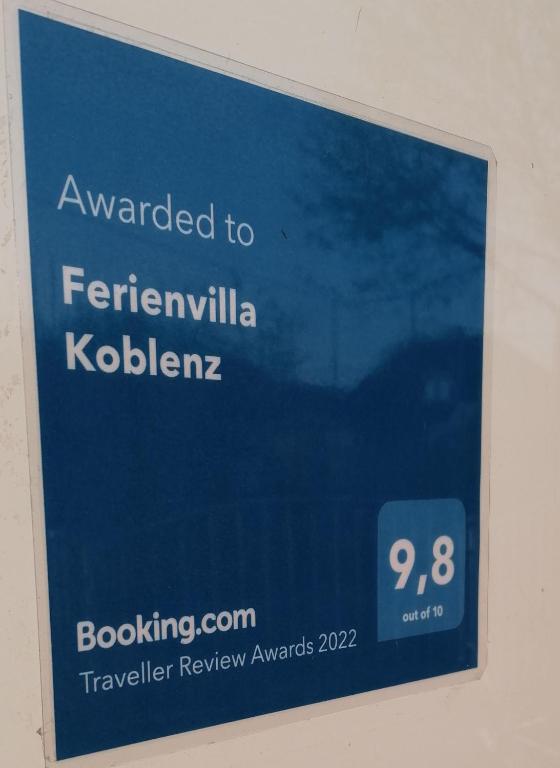 Awarded to
Ferienvilla
Koblenz
9,8
out of 10
Booking.com
Traveller Review Awards 2022